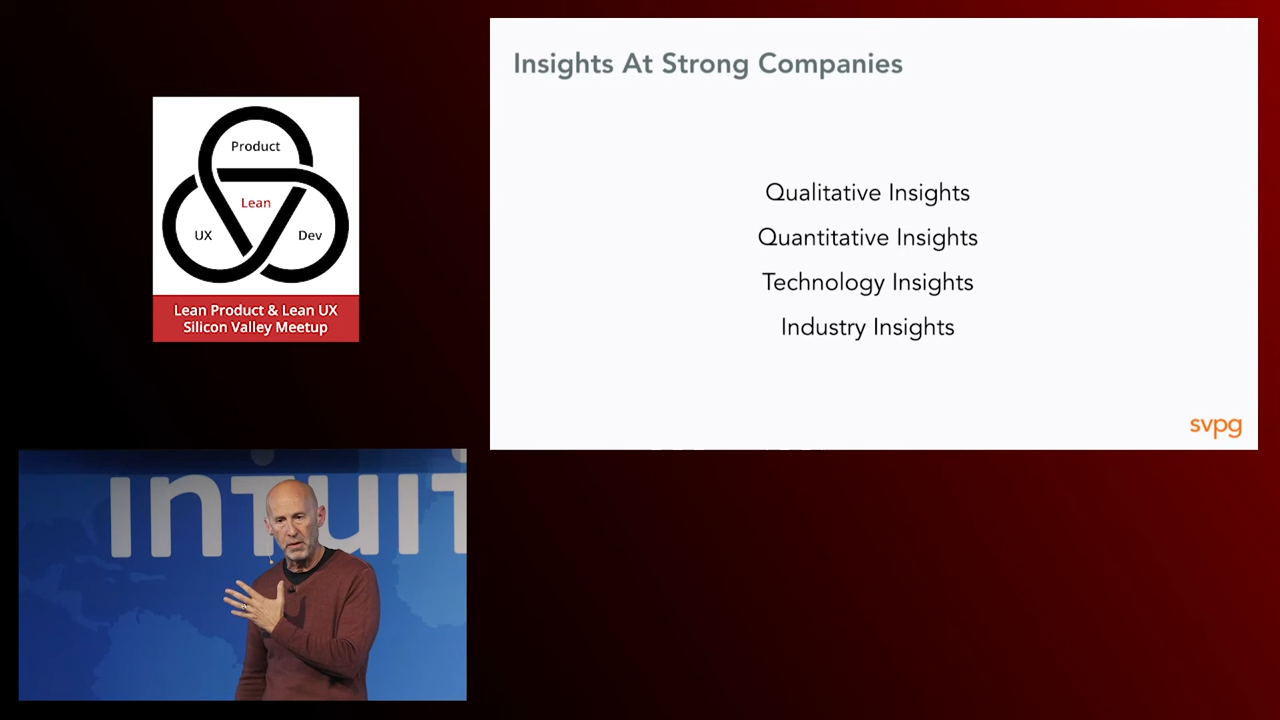 Product
Lean
UX
Dev
Lean Product & Lean UX
Silicon Valley Meetup
Insights At Strong Companies
Qualitative Insights
Quantitative Insights
Technology Insights
Industry Insights
svpg
intuit